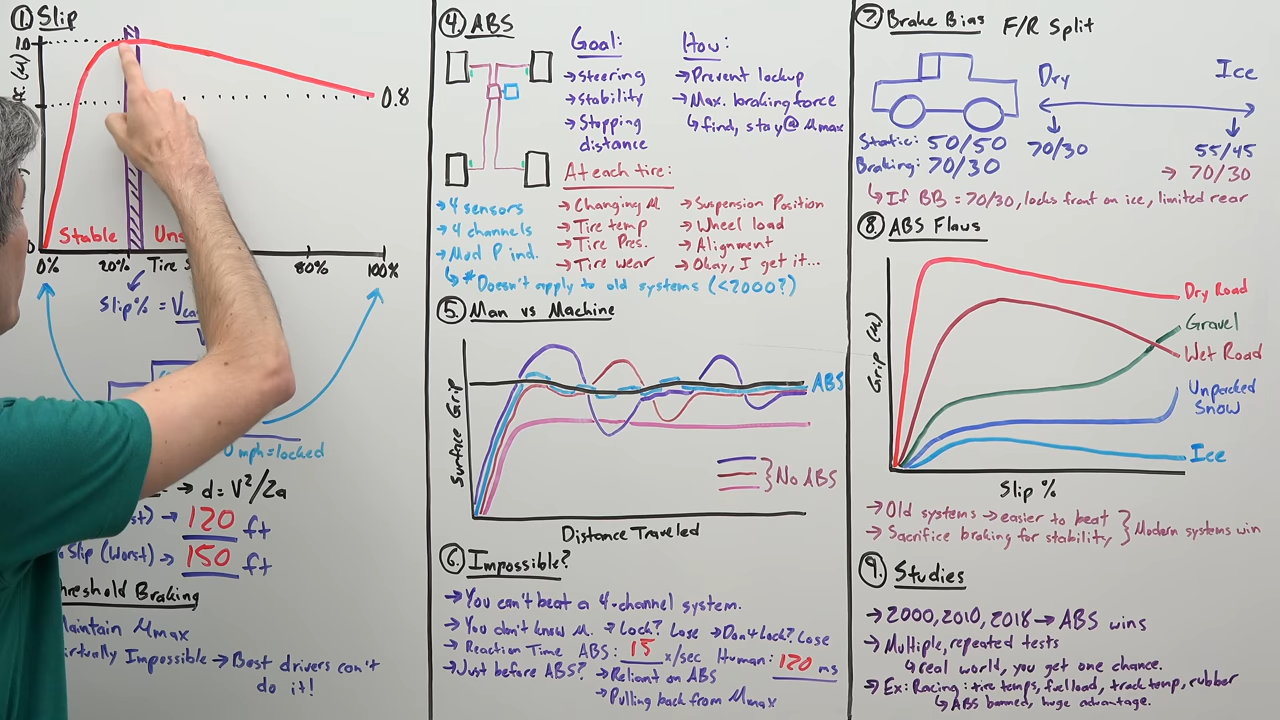 1. Slip
1.0
(μ)
0.8
Stable
Uns
0
0%
20%
Tire S
80%
100%
Slip% =
0 mph=locked
→ d= V²/2a
st) → 120 ft
Slip (Worst) → 150 ft
hreshold Braking
aintain μmax
irtually Impossible → Best drivers can't
do it!
4. ABS
Goal:
→ steering
→ stability
→ Stopping
distance
How:
→ Prevent lockup
→ Max. braking force
↳ find, stay @ μmax
At each tire:
→ 4 sensors
→ 4 channels
→ Mod P ind.
→ Changing μ
→ Tire temp
→ Tire Pres.
→ Tire wear
→ Suspension Position
→ Wheel load
→ Alignment
→ Okay, I get it...
↳ *Doesn't apply to old systems (<2000?)
5. Man vs Machine
Surface Grip
ABS
} No ABS
Distance Traveled
6. Impossible?
→ You can't beat a 4-channel system.
→ You don't know μ. → Lock? Lose → Don't Lock? Lose
→ Reaction Time ABS: 15 x/sec Human: 120 ms
→ Just before ABS? → Reliant on ABS
→ Pulling back from μmax
7. Brake Bias F/R Split
Dry
Ice
Static: 50/50
Braking: 70/30
70/30
55/45
→ 70/30
↳ If BB = 70/30, locks front on ice, limited rear
8. ABS Flaws
Grip (μ)
Dry Road
Gravel
Wet Road
Unpacked
Snow
Ice
Slip %
→ Old systems → easier to beat
→ Sacrifice braking for stability
} Modern systems win
9. Studies
→ 2000, 2010, 2018 → ABS wins
→ Multiple, repeated tests
↳ real world, you get one chance.
→ Ex: Racing: tire temps, fuel load, track temp, rubber
↳ ABS banned, huge advantage.